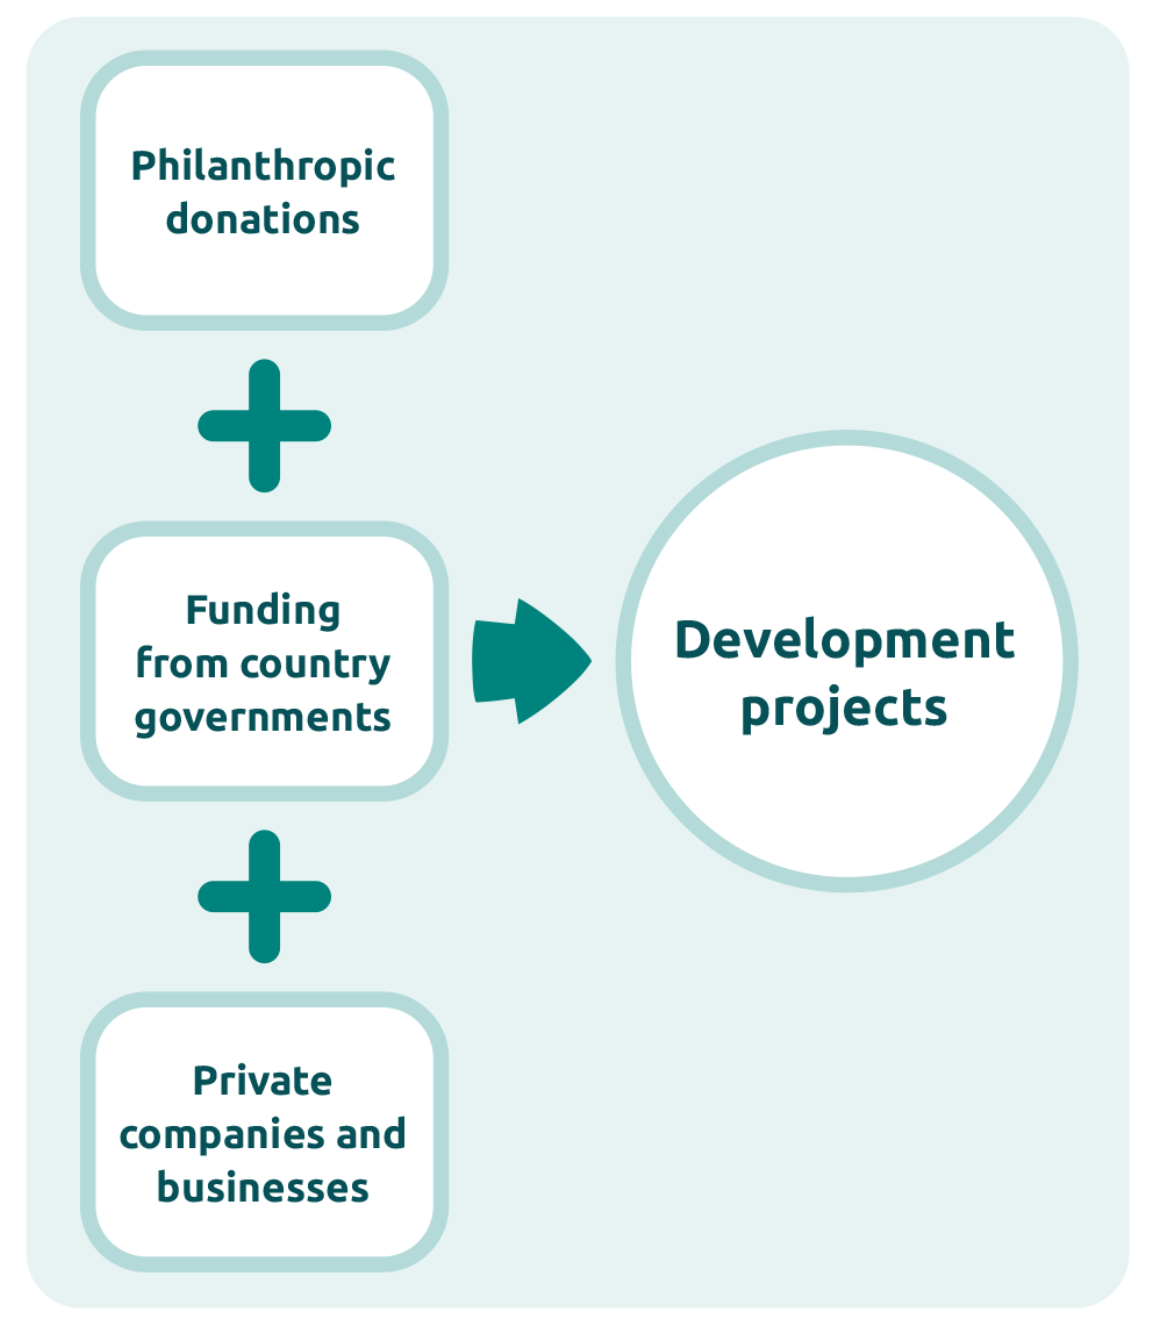 Philanthropic
donations
Funding
from country
governments
Development
projects
Private
companies and
businesses